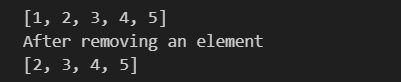 [1, 2, 3, 4, 5]
After removing an element
[2, 3, 4, 5]